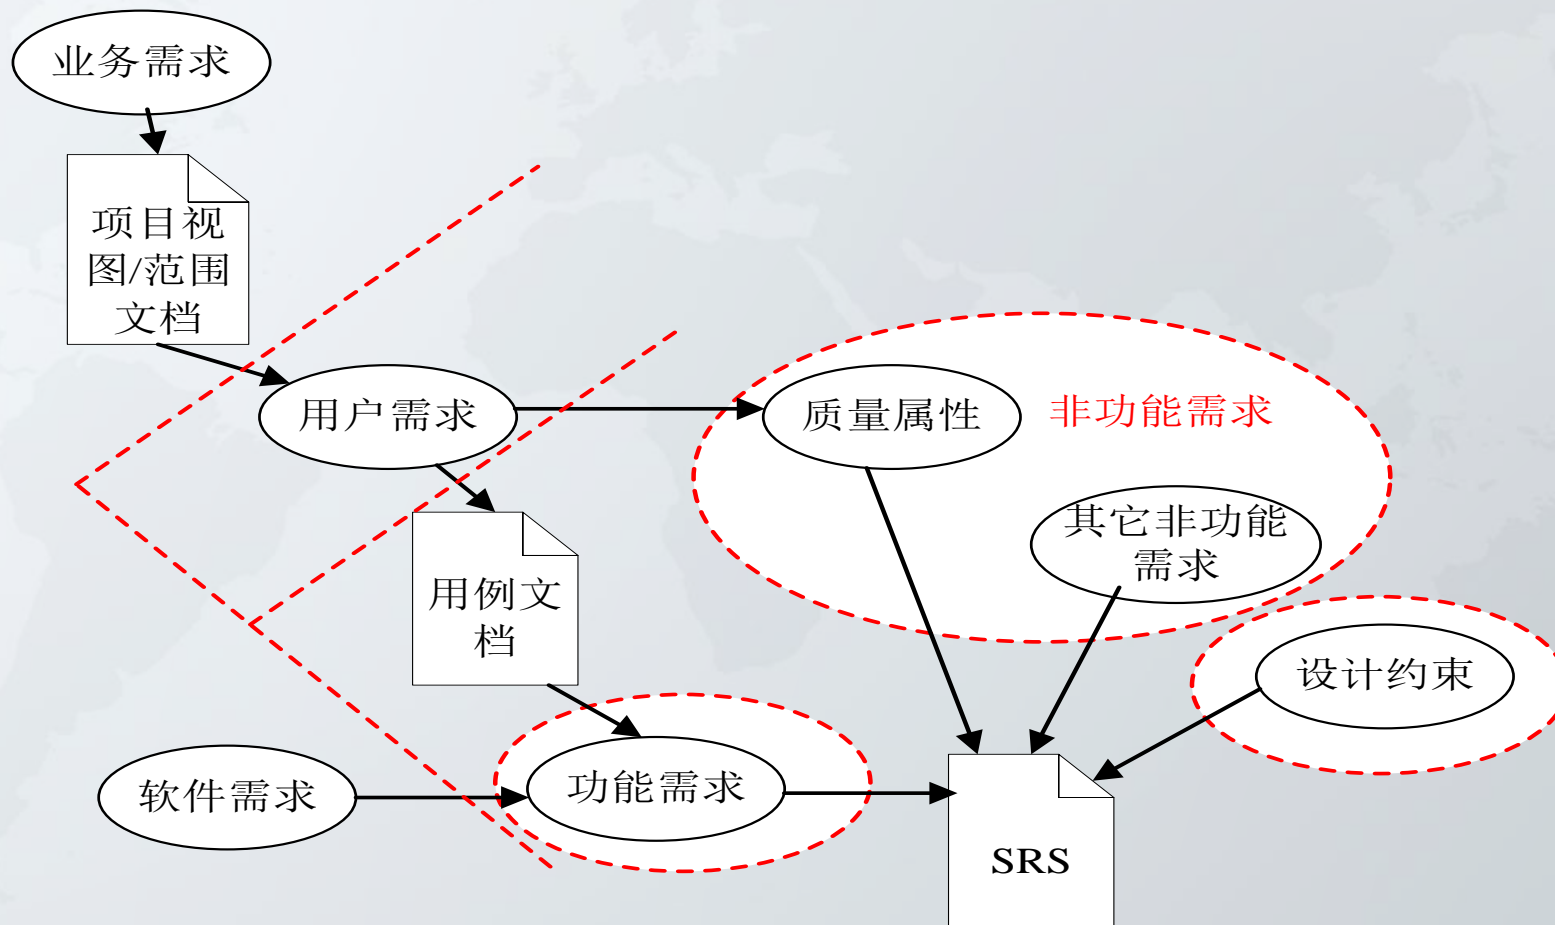 业务需求
项目视
图/范围
文档
用户需求
质量属性
非功能需求
其它非功能
需求
用例文
档
设计约束
软件需求
功能需求
SRS